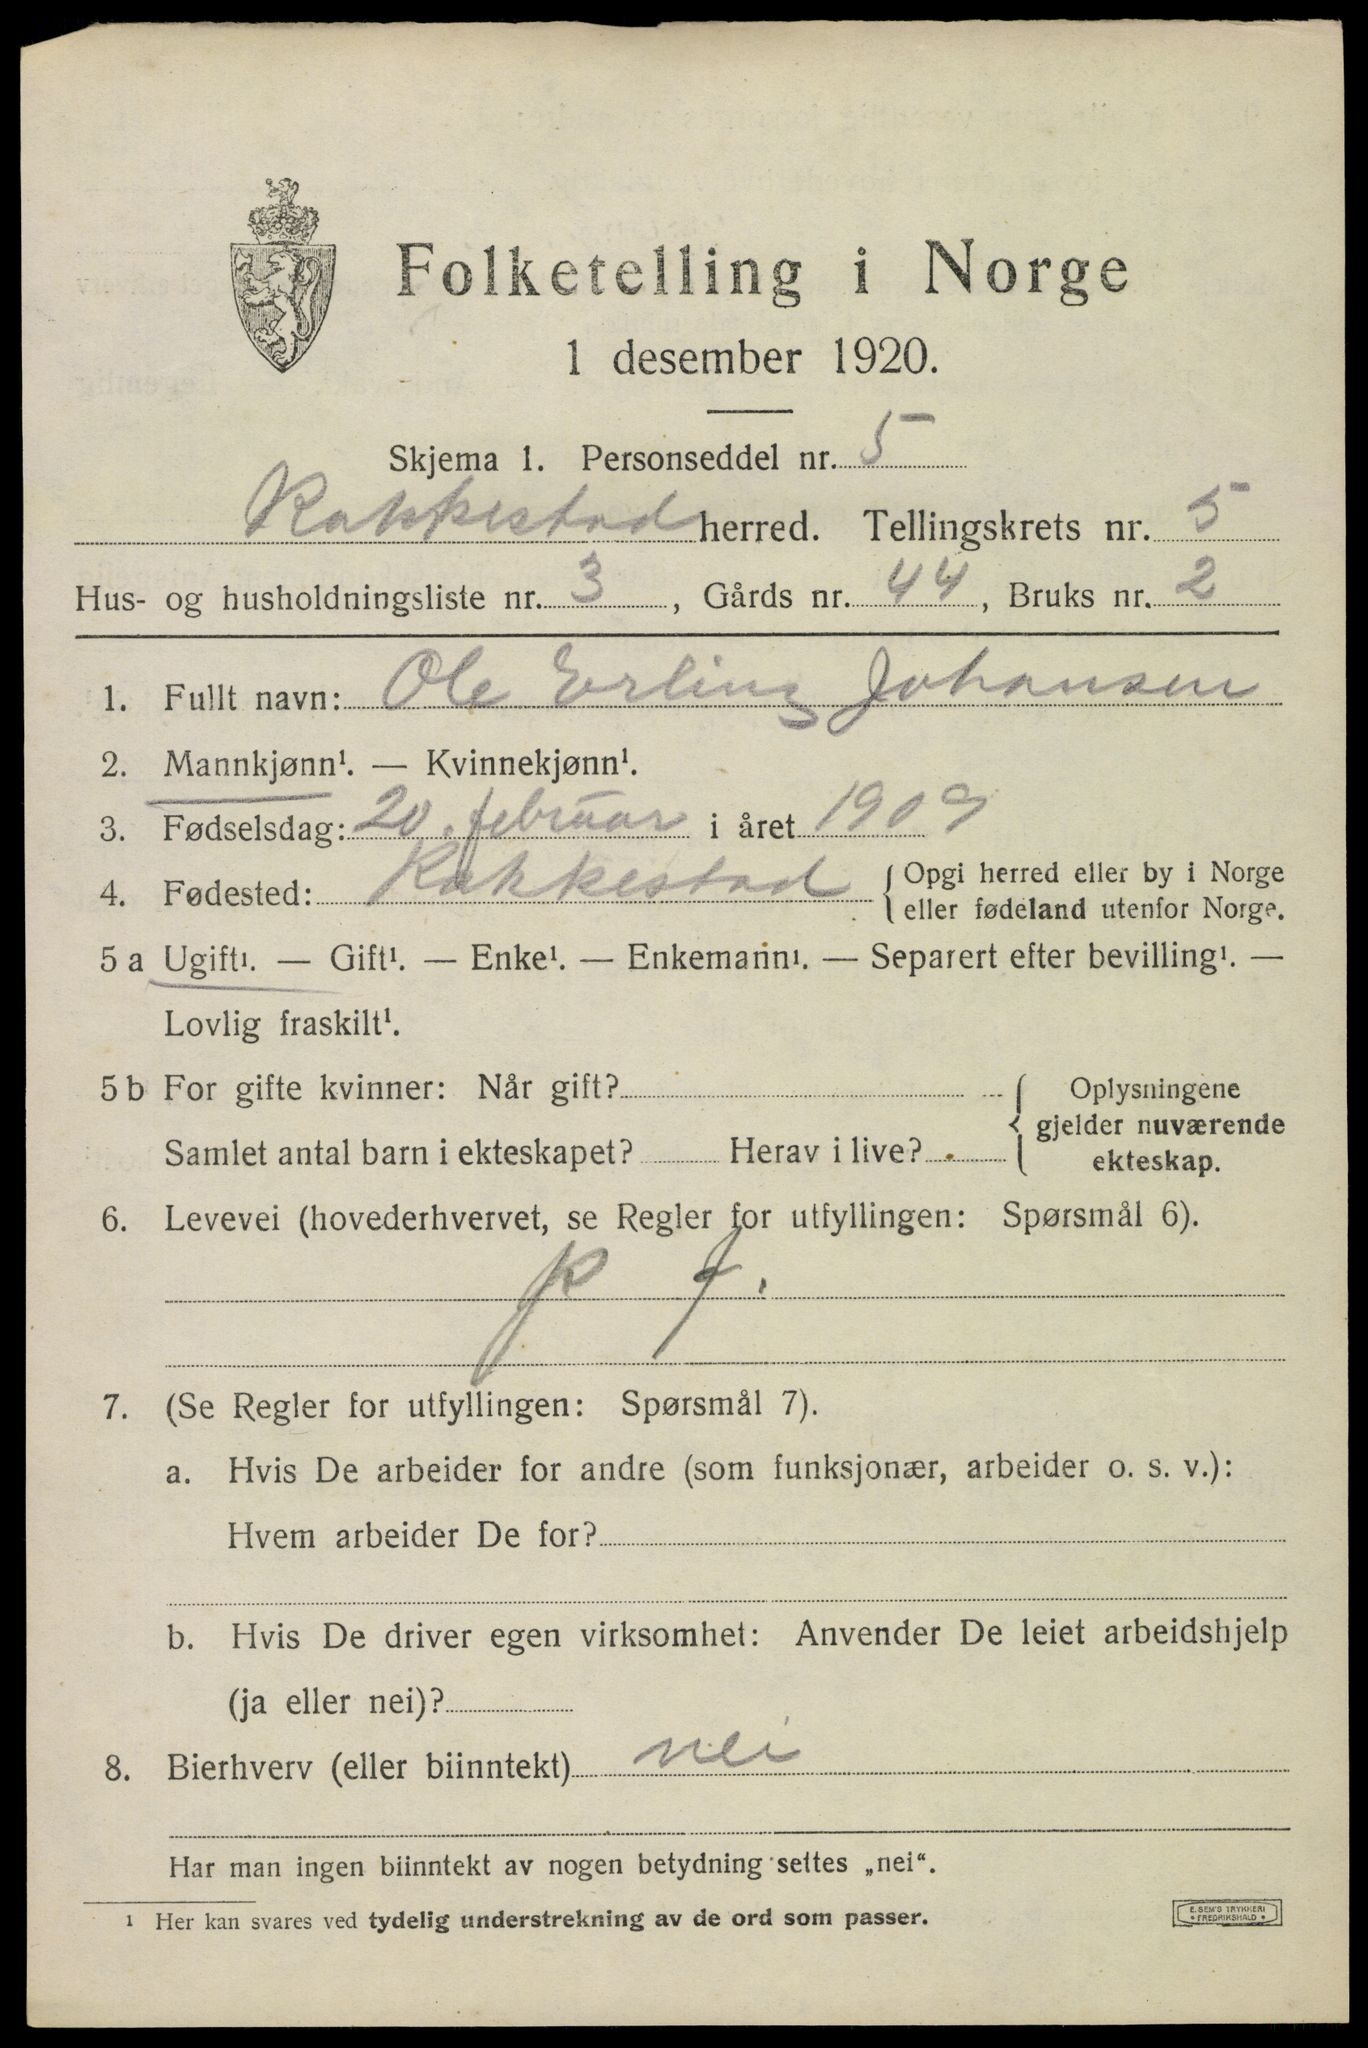 Folketelling i Norge
1 desember 1920.
Skjema 1. Personseddel nr. 5
Rakkestad herred. Tellingskrets nr. 5
Hus- og husholdningsliste nr. 3, Gårds nr. 44, Bruks nr. 2
1. Fullt navn: Ole Erling Johansen
2. Mannkjønn¹. — Kvinnekjønn¹.
3. Fødselsdag: 20. februar i året 1909
4. Fødested: Rakkestad { Opgi herred eller by i Norge
eller fødeland utenfor Norge.
5 a Ugift¹. — Gift¹. — Enke¹. — Enkemann¹. — Separert efter bevilling¹. —
Lovlig fraskilt¹.
5 b For gifte kvinner: Når gift? { Oplysningene
gjelder nuværende
Samlet antal barn i ekteskapet? Herav i live?
ekteskap.
6. Levevei (hovederhvervet, se Regler for utfyllingen: Spørsmål 6).
7. (Se Regler for utfyllingen: Spørsmål 7).
a. Hvis De arbeider for andre (som funksjonær, arbeider o. s. v.):
Hvem arbeider De for?
b. Hvis De driver egen virksomhet: Anvender De leiet arbeidshjelp
(ja eller nei)?
8. Bierhverv (eller biinntekt) nei
Har man ingen biinntekt av nogen betydning settes „nei“.
¹ Her kan svares ved tydelig understrekning av de ord som passer.
E. SEM'S TRYKKERI
• FREDRIKSHALD •